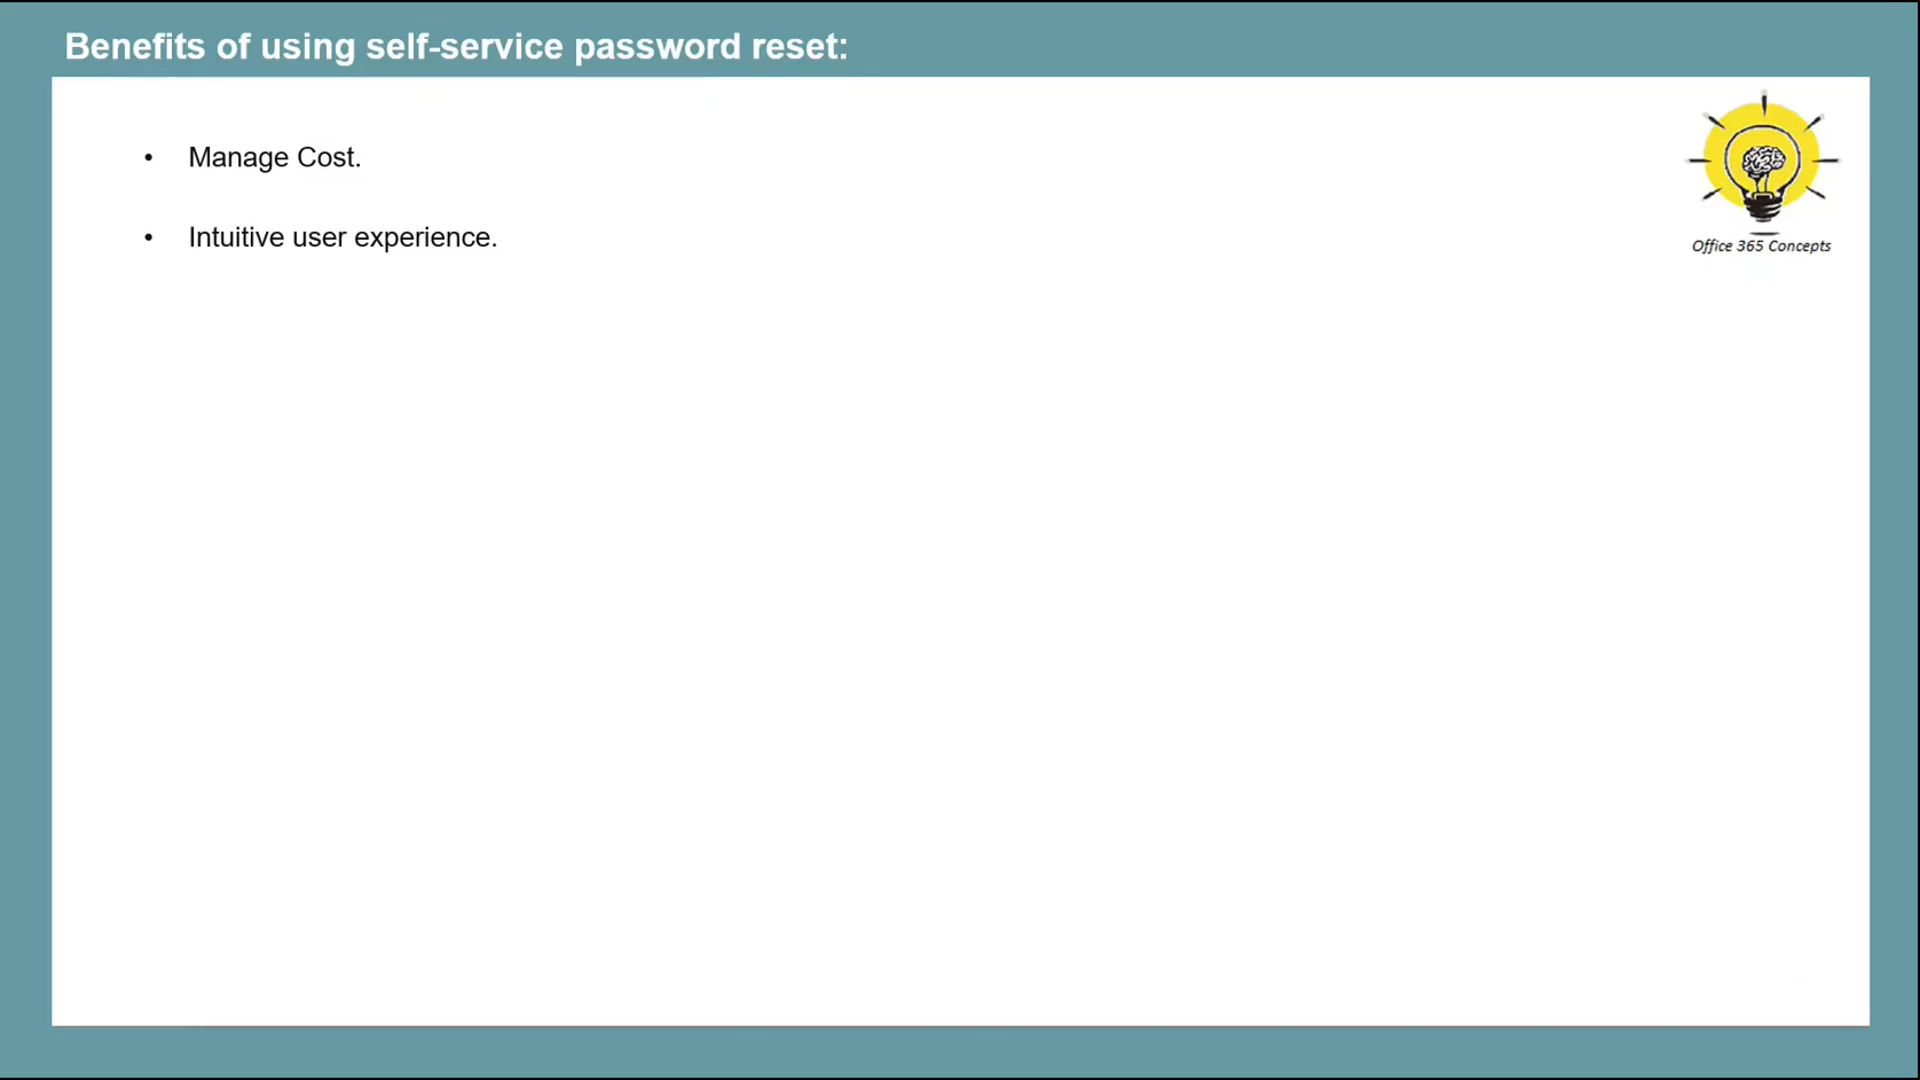 Benefits of using self-service password reset:
• Manage Cost.
• Intuitive user experience.
Office 365 Concepts